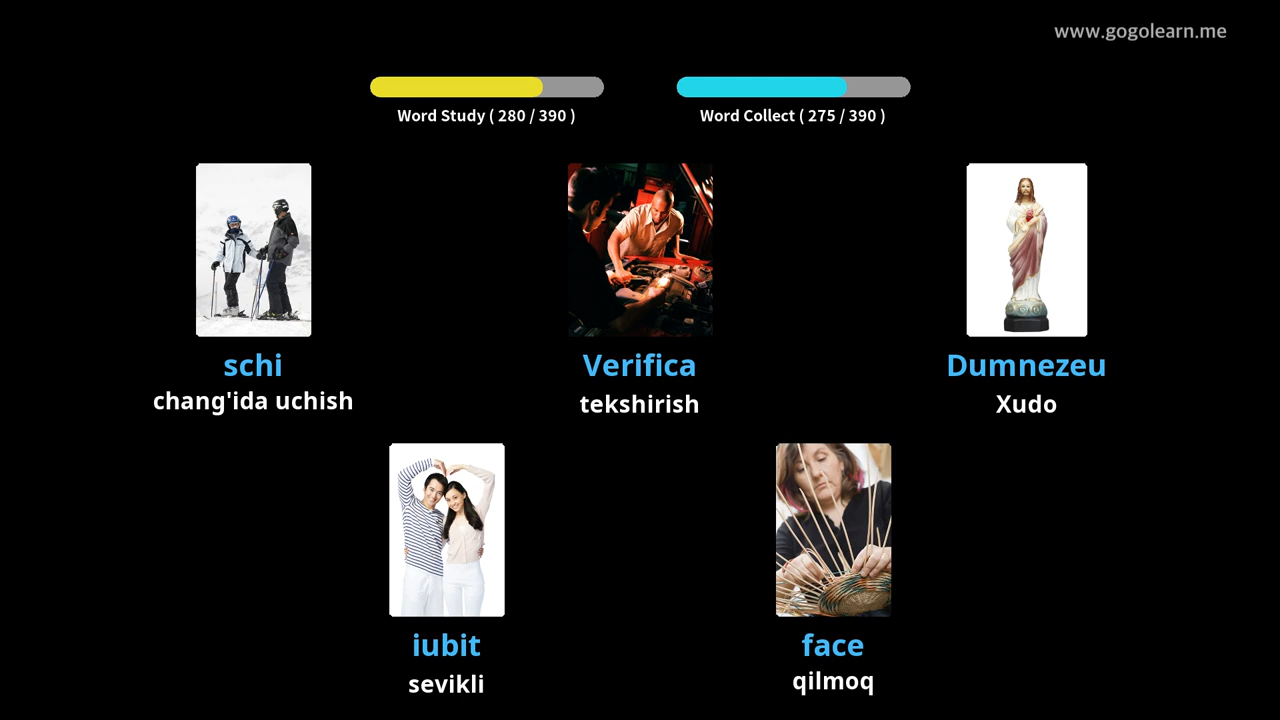 www.gogolearn.me
Word Study ( 280 / 390 )
Word Collect ( 275 / 390 )
schi
chang'ida uchish
Verifica
tekshirish
Dumnezeu
Xudo
iubit
sevikli
face
qilmoq